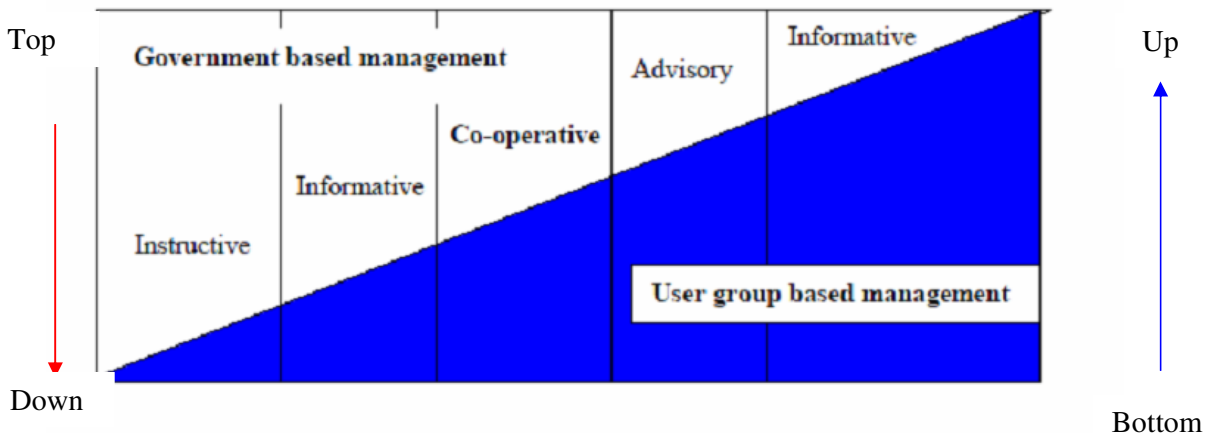 Top
Government based management
Informative
Up
Advisory
Co-operative
Informative
Instructive
User group based management
Down
Bottom